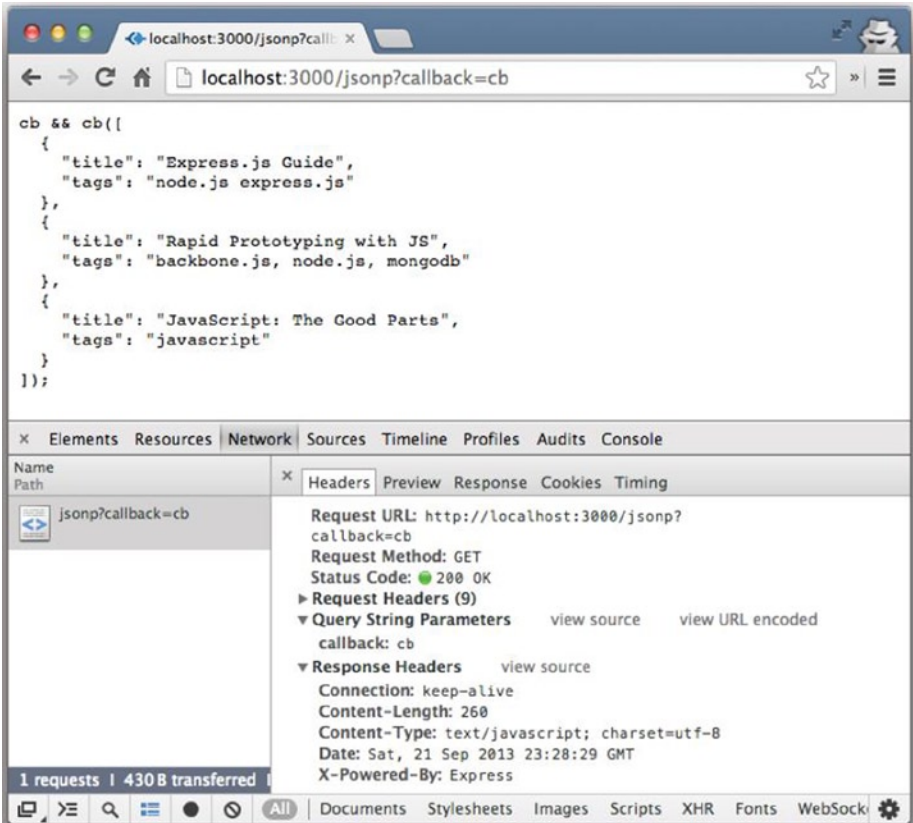 localhost:3000/jsonp?callb
localhost:3000/jsonp?callback=cb
cb && cb([
  {
    "title": "Express.js Guide",
    "tags": "node.js express.js"
  },
  {
    "title": "Rapid Prototyping with JS",
    "tags": "backbone.js, node.js, mongodb"
  },
  {
    "title": "JavaScript: The Good Parts",
    "tags": "javascript"
  }
]);
Elements Resources Network Sources Timeline Profiles Audits Console
Name
Path
jsonp?callback=cb
Headers Preview Response Cookies Timing
Request URL: http://localhost:3000/jsonp?
callback=cb
Request Method: GET
Status Code: 200 OK
Request Headers (9)
Query String Parameters view source view URL encoded
callback: cb
Response Headers view source
Connection: keep-alive
Content-Length: 260
Content-Type: text/javascript; charset=utf-8
Date: Sat, 21 Sep 2013 23:28:29 GMT
X-Powered-By: Express
1 requests | 430 B transferred |
All Documents Stylesheets Images Scripts XHR Fonts WebSock